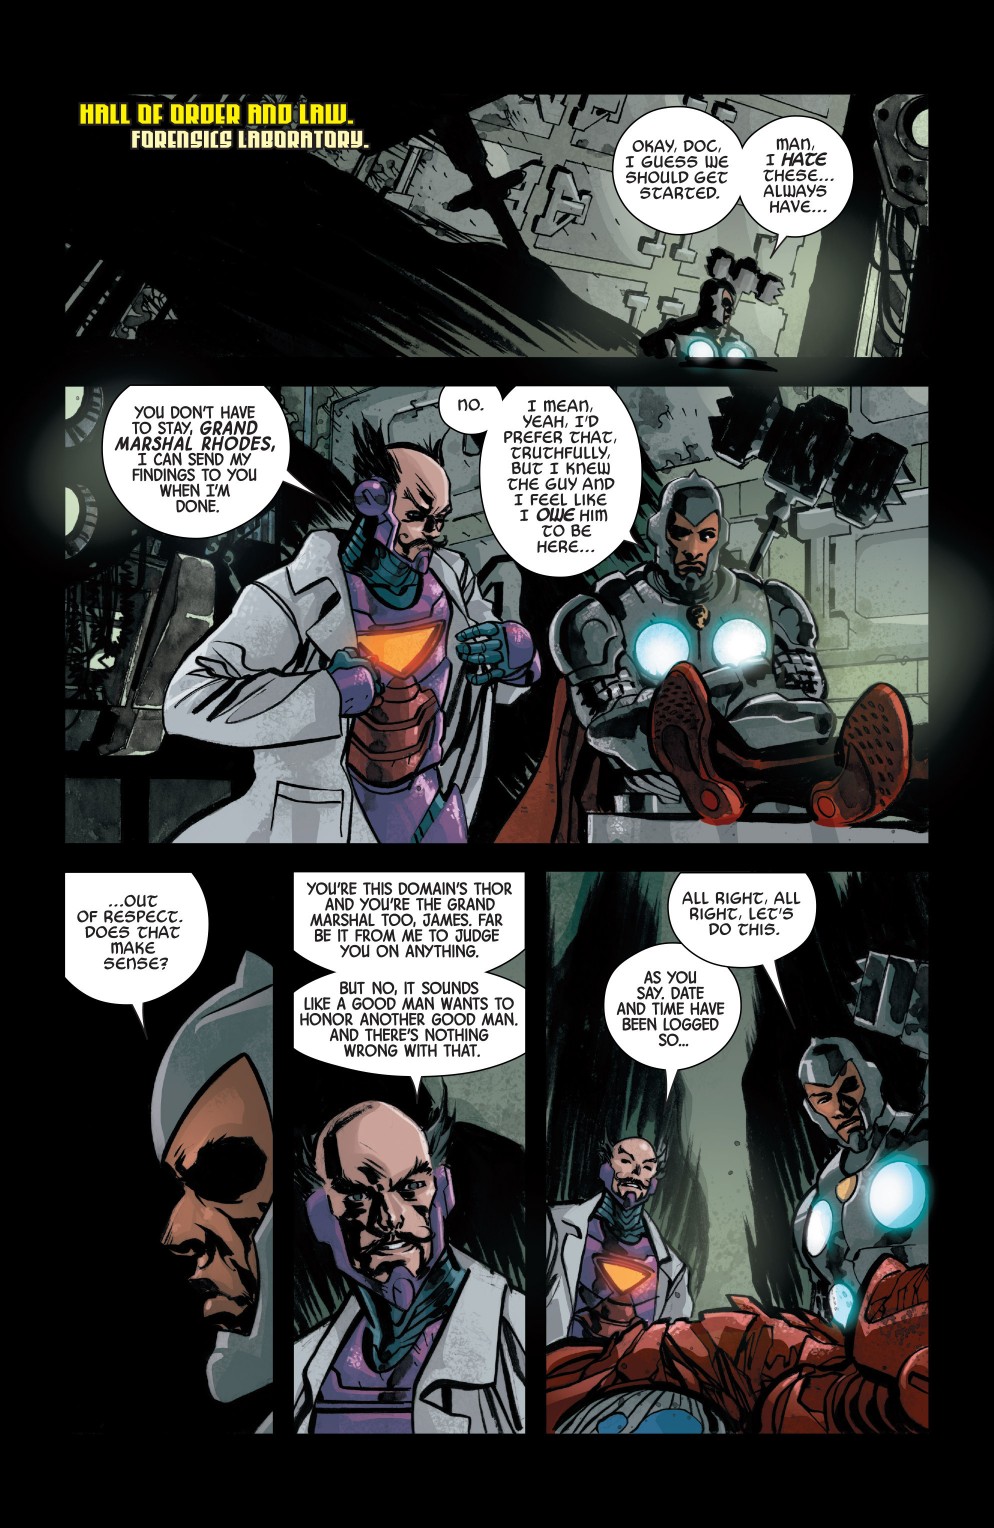 HALL OF ORDER AND LAW.
FORENSICS LABORATORY.
OKAY, DOC,
I GUESS WE
SHOULD GET
STARTED.
MAN,
I HATE
THESE...
ALWAYS
HAVE...
YOU DON'T HAVE
TO STAY, GRAND
MARSHAL RHODES,
I CAN SEND MY
FINDINGS TO YOU
WHEN I'M
DONE.
NO.
I MEAN,
YEAH, I'D
PREFER THAT,
TRUTHFULLY,
BUT I KNEW
THE GUY AND
I FEEL LIKE
I OWE HIM
TO BE
HERE...
...OUT
OF RESPECT.
DOES THAT
MAKE
SENSE?
YOU'RE THIS DOMAIN'S THOR
AND YOU'RE THE GRAND
MARSHAL TOO, JAMES. FAR
BE IT FROM ME TO JUDGE
YOU ON ANYTHING.
BUT NO, IT SOUNDS
LIKE A GOOD MAN WANTS TO
HONOR ANOTHER GOOD MAN.
AND THERE'S NOTHING
WRONG WITH THAT.
ALL RIGHT, ALL
RIGHT, LET'S
DO THIS.
AS YOU
SAY. DATE
AND TIME HAVE
BEEN LOGGED
SO...